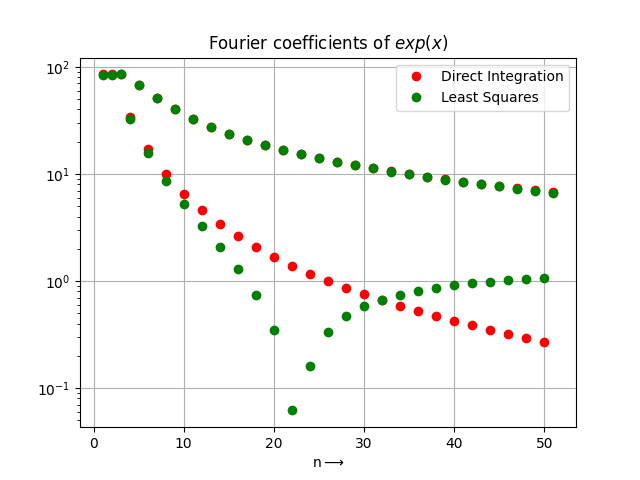 Fourier coefficients of exp(x)
Direct Integration
Least Squares
10²
10¹
10⁰
10⁻¹
0 10 20 30 40 50
n⟶